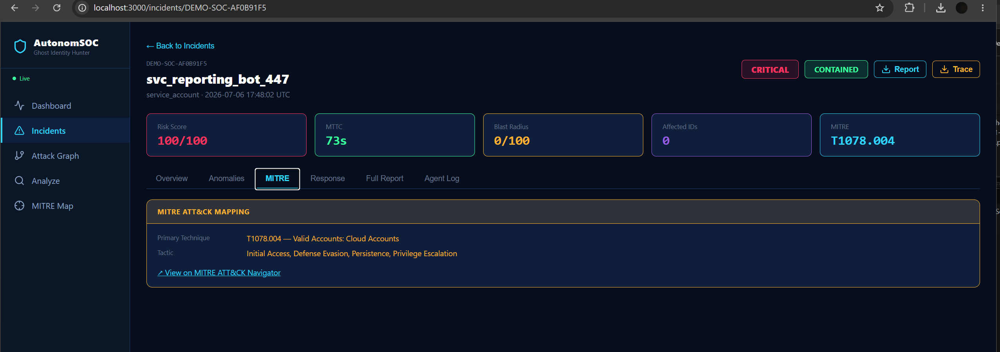 localhost:3000/incidents/DEMO-SOC-AF0B91F5
AutonomSOC
Ghost Identity Hunter
Live
Dashboard
Incidents
Attack Graph
Analyze
MITRE Map
← Back to Incidents
DEMO-SOC-AF0B91F5
svc_reporting_bot_447
service_account · 2026-07-06 17:48:02 UTC
CRITICAL
CONTAINED
Report
Trace
Risk Score
100/100
MTTC
73s
Blast Radius
0/100
Affected IDs
0
MITRE
T1078.004
Overview
Anomalies
MITRE
Response
Full Report
Agent Log
MITRE ATT&CK MAPPING
Primary Technique
T1078.004 — Valid Accounts: Cloud Accounts
Tactic
Initial Access, Defense Evasion, Persistence, Privilege Escalation
↗ View on MITRE ATT&CK Navigator